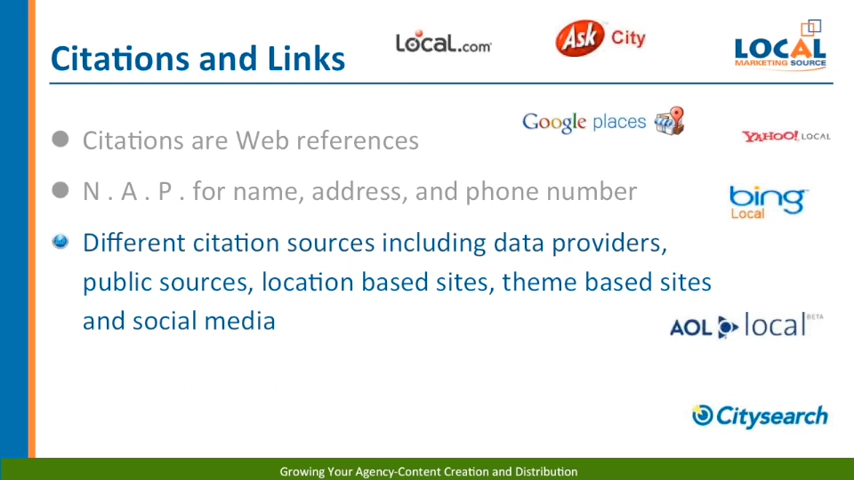 Local.com
Ask City
LOCAL
MARKETING SOURCE
Citations and Links
Google places
YAHOO! LOCAL
Citations are Web references
N . A . P . for name, address, and phone number
bing
Local
Different citation sources including data providers,
public sources, location based sites, theme based sites
and social media
AOL local BETA
Citysearch
Growing Your Agency-Content Creation and Distribution